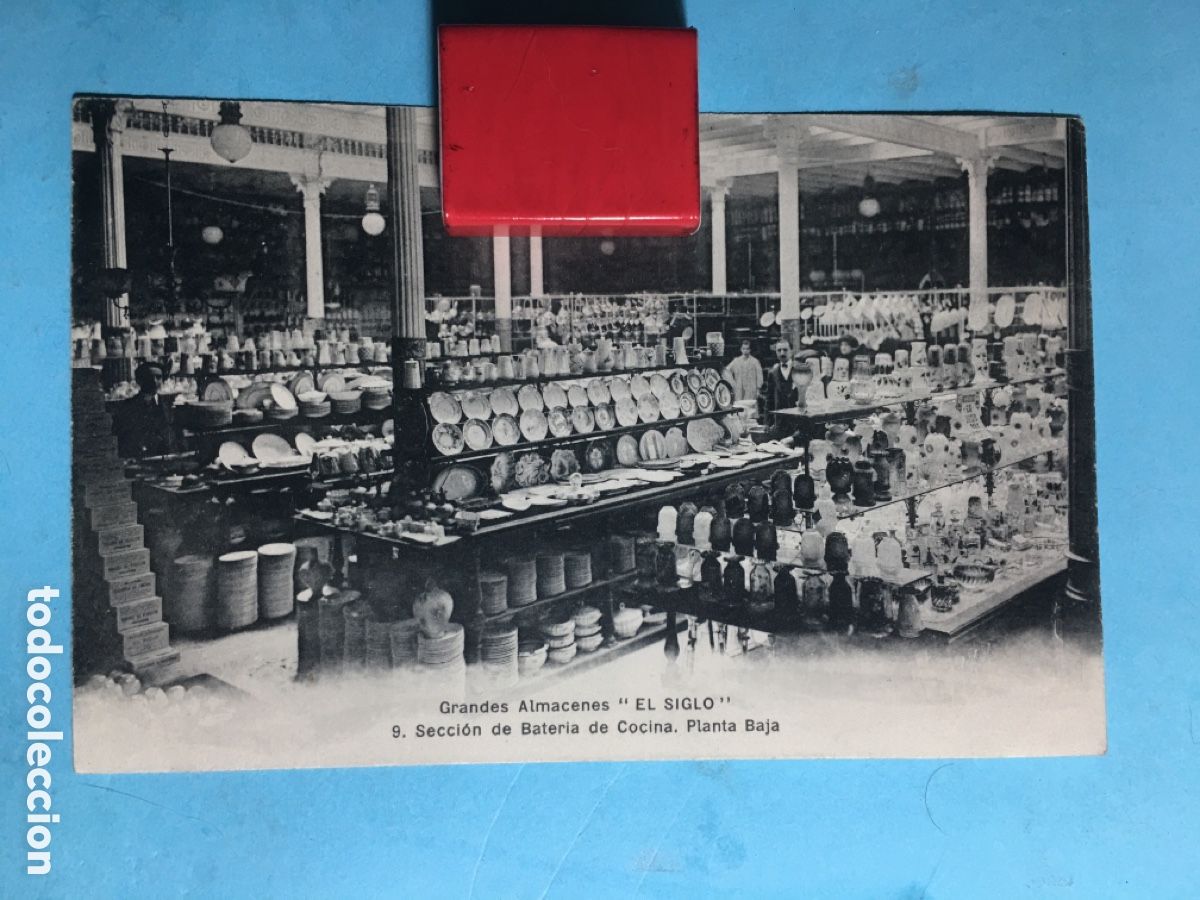 Grandes Almacenes "EL SIGLO"
9. Sección de Bateria de Cocina. Planta Baja
todocoleccion